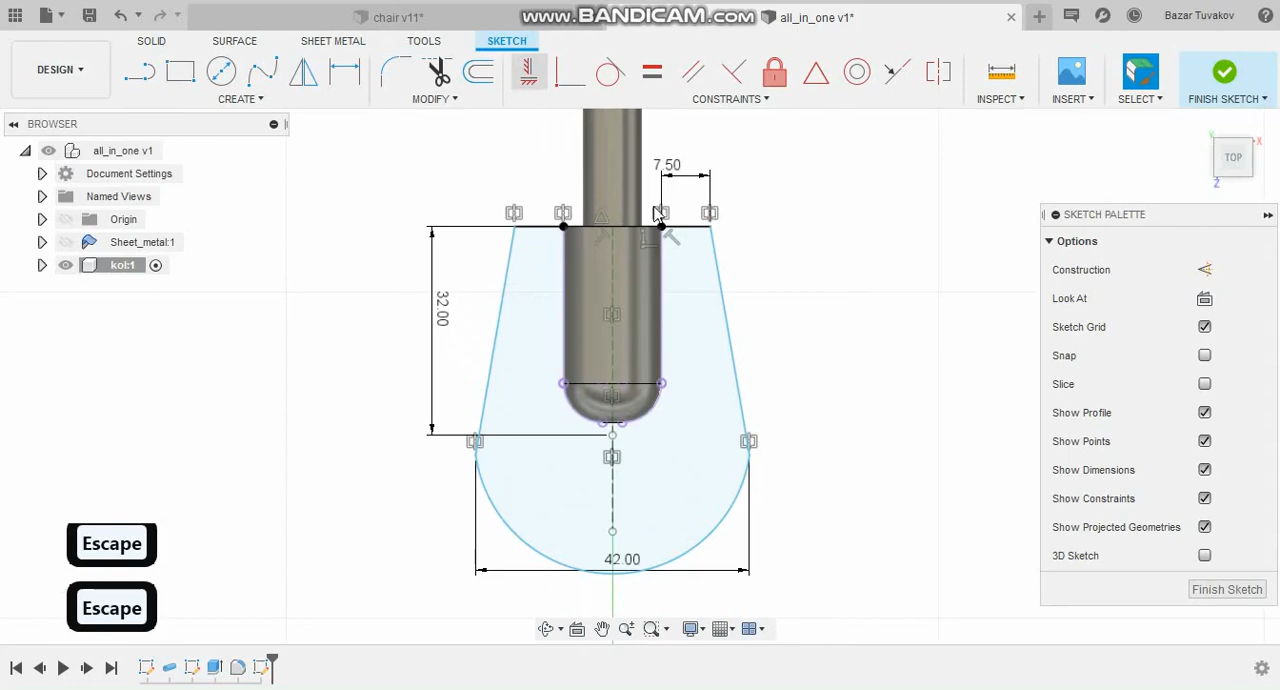 chair v11*
www.BANDICAM.com
all_in_one v1*
Bazar Tuvakov
SOLID
SURFACE
SHEET METAL
TOOLS
SKETCH
DESIGN
CREATE
MODIFY
CONSTRAINTS
INSPECT
INSERT
SELECT
FINISH SKETCH
BROWSER
all_in_one v1
Document Settings
Named Views
Origin
Sheet_metal:1
kol:1
7.50
32.00
42.00
Y
X
TOP
Z
SKETCH PALETTE
Options
Construction
Look At
Sketch Grid
Snap
Slice
Show Profile
Show Points
Show Dimensions
Show Constraints
Show Projected Geometries
3D Sketch
Finish Sketch
Escape
Escape